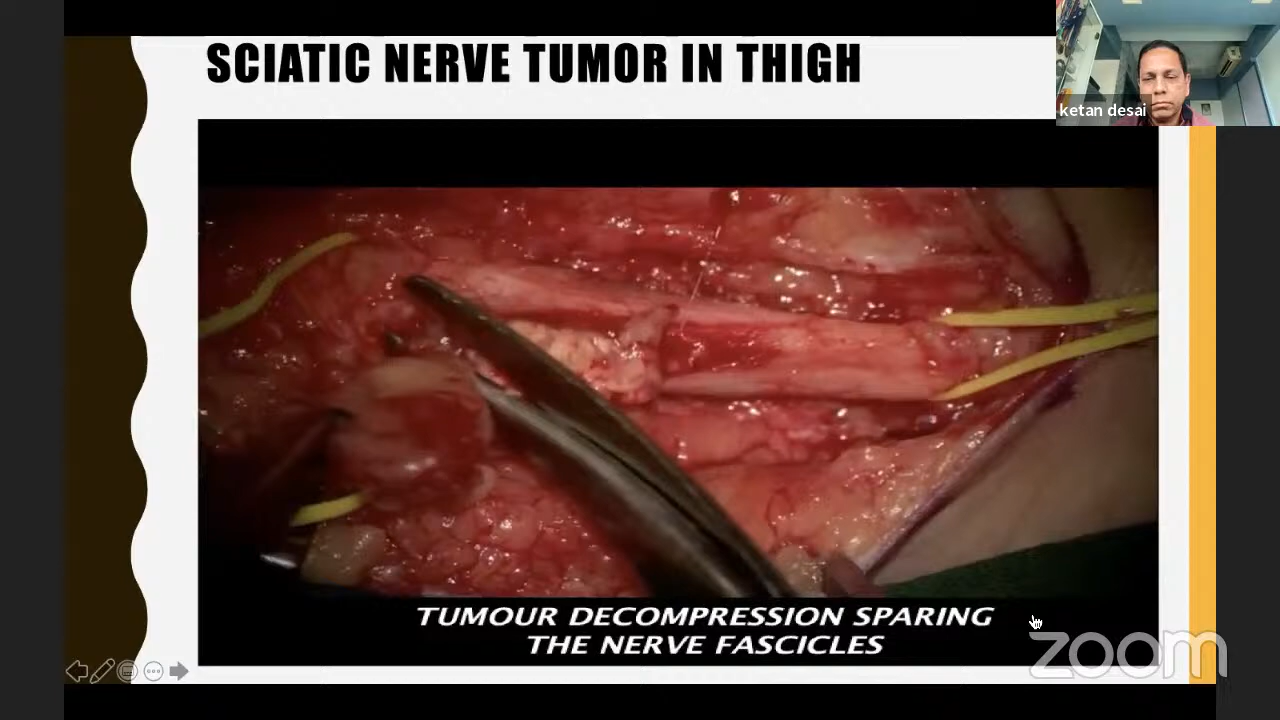 SCIATIC NERVE TUMOR IN THIGH
ketan desai
TUMOUR DECOMPRESSION SPARING
THE NERVE FASCICLES
zoom